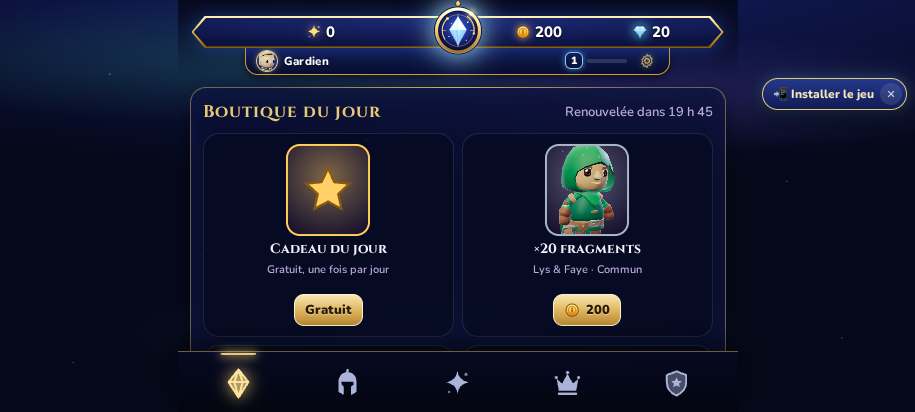 0
200
20
Gardien
1
Installer le jeu
Boutique du jour
Renouvelée dans 19 h 45
Cadeau du jour
Gratuit, une fois par jour
Gratuit
×20 fragments
Lys & Faye · Commun
200